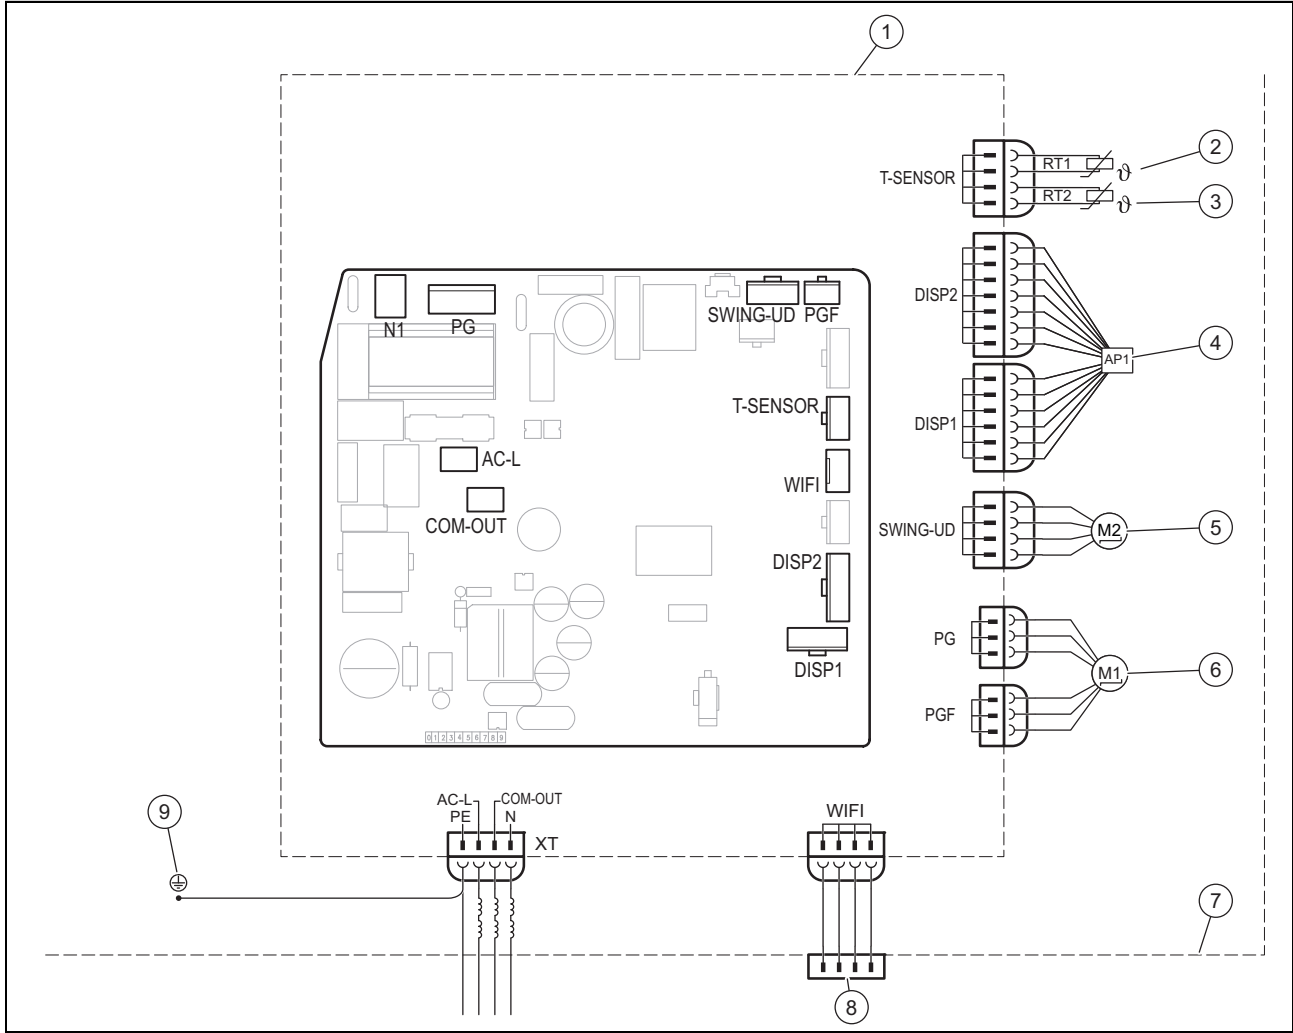 1
2
T-SENSOR
RT1
ϑ
RT2
ϑ
3
DISP2
N1
PG
SWING-UD
PGF
AP1
4
T-SENSOR
DISP1
AC-L
WIFI
COM-OUT
SWING-UD
M2
5
DISP2
PG
DISP1
M1
6
PGF
0 1 2 3 4 5 6 7 8 9
AC-L
COM-OUT
PE
N
WIFI
9
XT
7
8